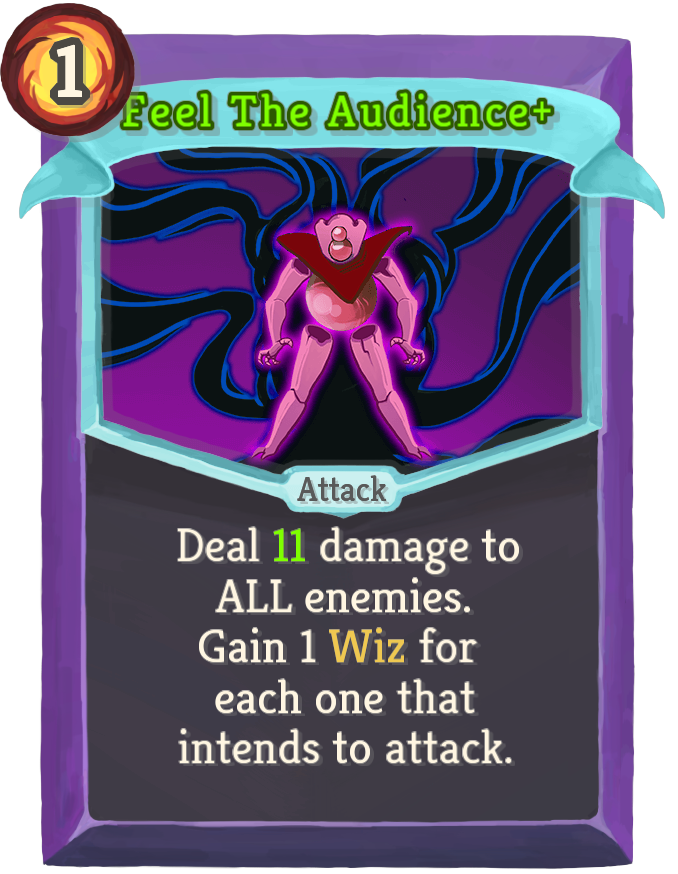 1
Feel The Audience+
Attack
Deal 11 damage to
ALL enemies.
Gain 1 Wiz for
each one that
intends to attack.